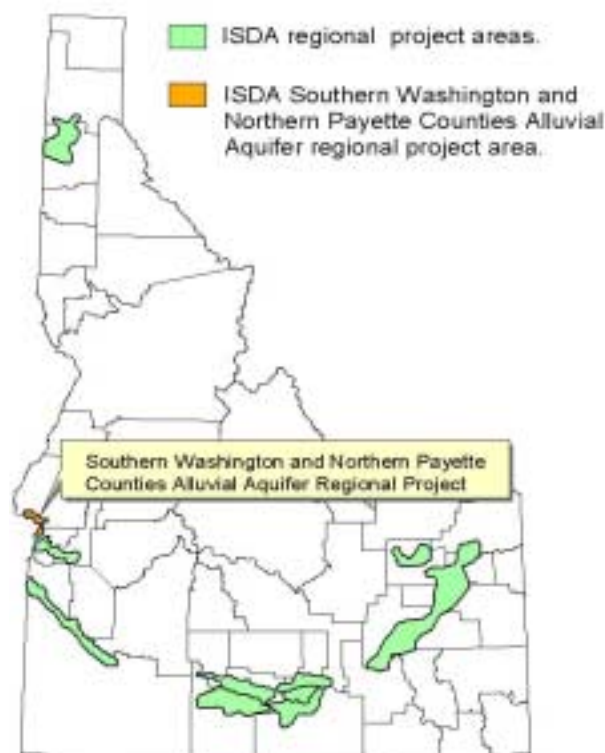 ISDA regional project areas.
ISDA Southern Washington and
Northern Payette Counties Alluvial
Aquifer regional project area.
Southern Washington and Northern Payette
Counties Alluvial Aquifer Regional Project